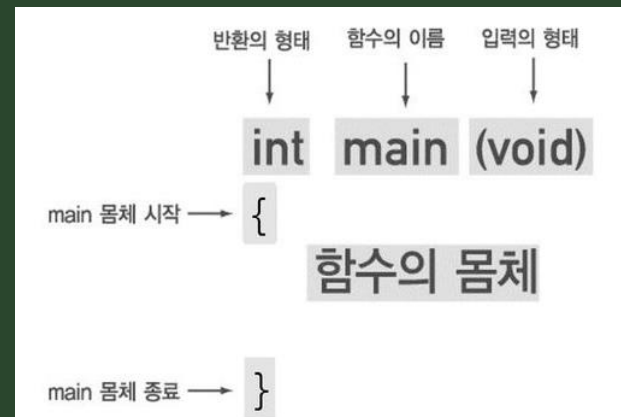 반환의 형태 함수의 이름 입력의 형태
int main (void)
main 몸체 시작 {
함수의 몸체
main 몸체 종료 }